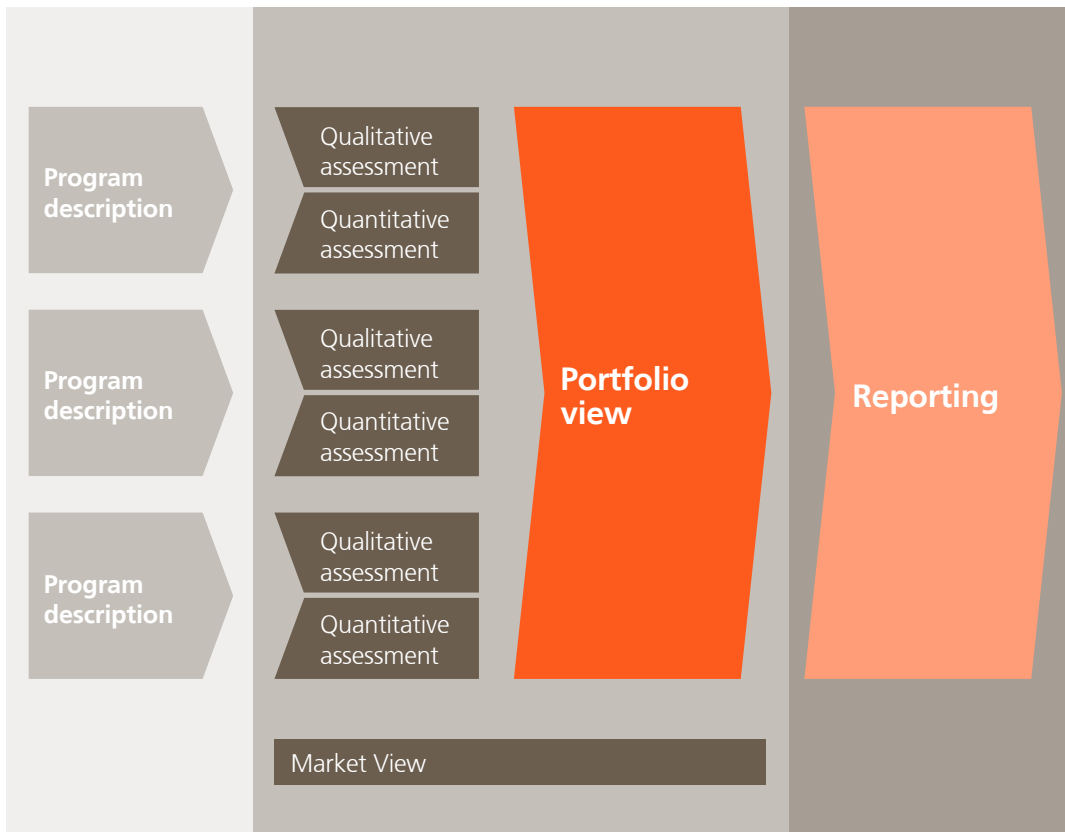 Program
description
Qualitative
assessment
Quantitative
assessment
Program
description
Qualitative
assessment
Quantitative
assessment
Program
description
Qualitative
assessment
Quantitative
assessment
Portfolio
view
Reporting
Market View